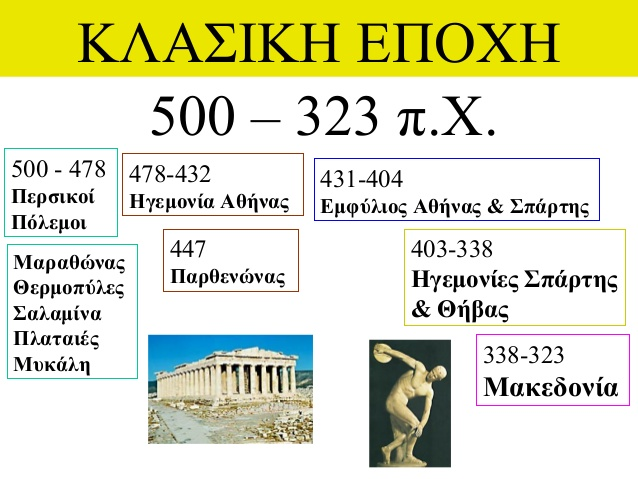 ΚΛΑΣΙΚΗ ΕΠΟΧΗ
500 – 323 π.Χ.
500 - 478
Περσικοί
Πόλεμοι
Μαραθώνας
Θερμοπύλες
Σαλαμίνα
Πλαταιές
Μυκάλη
478-432
Ηγεμονία Αθήνας
447
Παρθενώνας
431-404
Εμφύλιος Αθήνας & Σπάρτης
403-338
Ηγεμονίες Σπάρτης
& Θήβας
338-323
Μακεδονία